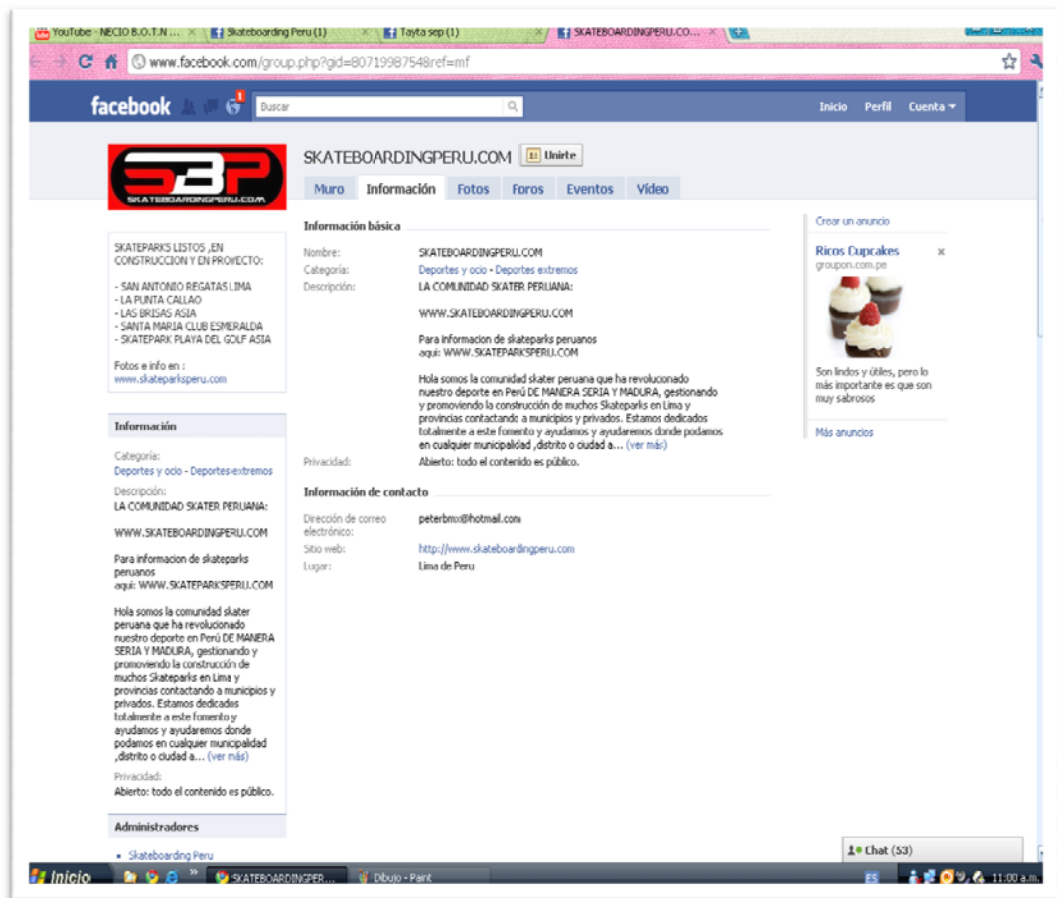 YouTube - NECIO B.O.T.N ...
Skateboarding Peru (1)
Tayta sep (1)
SKATEBOARDINGPERU.CO...
www.facebook.com/group.php?gid=8071998754&ref=mf
facebook
1
Buscar
Inicio Perfil Cuenta
SBP
SKATEBOARDINGPERU.COM
SKATEBOARDINGPERU.COM
Unirte
Muro Información Fotos Foros Eventos Vídeo
SKATEPARKS LISTOS ,EN
CONSTRUCCION Y EN PROYECTO:
- SAN ANTONIO REGATAS LIMA
- LA PUNTA CALLAO
- LAS BRISAS ASIA
- SANTA MARIA CLUB ESMERALDA
- SKATEPARK PLAYA DEL GOLF ASIA
Fotos e info en :
www.skateparksperu.com
Información
Categoría:
Deportes y ocio - Deportes extremos
Descripción:
LA COMUNIDAD SKATER PERUANA:
WWW.SKATEBOARDINGPERU.COM
Para informacion de skateparks
peruanos
aqui: WWW.SKATEPARKSPERU.COM
Hola somos la comunidad skater
peruana que ha revolucionado
nuestro deporte en Perú DE MANERA
SERIA Y MADURA, gestionando y
promoviendo la construcción de
muchos Skateparks en Lima y
provincias contactando a municipios y
privados. Estamos dedicados
totalmente a este fomento y
ayudamos y ayudaremos donde
podamos en cualquier municipalidad
,distrito o ciudad a... (ver más)
Privacidad:
Abierto: todo el contenido es público.
Administradores
Skateboarding Peru
Información básica
Nombre: SKATEBOARDINGPERU.COM
Categoría: Deportes y ocio - Deportes extremos
Descripción: LA COMUNIDAD SKATER PERUANA:
WWW.SKATEBOARDINGPERU.COM
Para informacion de skateparks peruanos
aqui: WWW.SKATEPARKSPERU.COM
Hola somos la comunidad skater peruana que ha revolucionado
nuestro deporte en Perú DE MANERA SERIA Y MADURA, gestionando
y promoviendo la construcción de muchos Skateparks en Lima y
provincias contactando a municipios y privados. Estamos dedicados
totalmente a este fomento y ayudamos y ayudaremos donde podamos
en cualquier municipalidad ,distrito o ciudad a... (ver más)
Privacidad: Abierto: todo el contenido es público.
Información de contacto
Dirección de correo
electrónico: peterbmx@hotmail.com
Sitio web: http://www.skateboardingperu.com
Lugar: Lima de Peru
Crear un anuncio
Ricos Cupcakes x
groupon.com.pe
Son lindos y útiles, pero lo
más importante es que son
muy sabrosos
Más anuncios
Chat (53)
Inicio
SKATEBOARDINGPER...
Dibujo - Paint
ES
11:00 a.m.